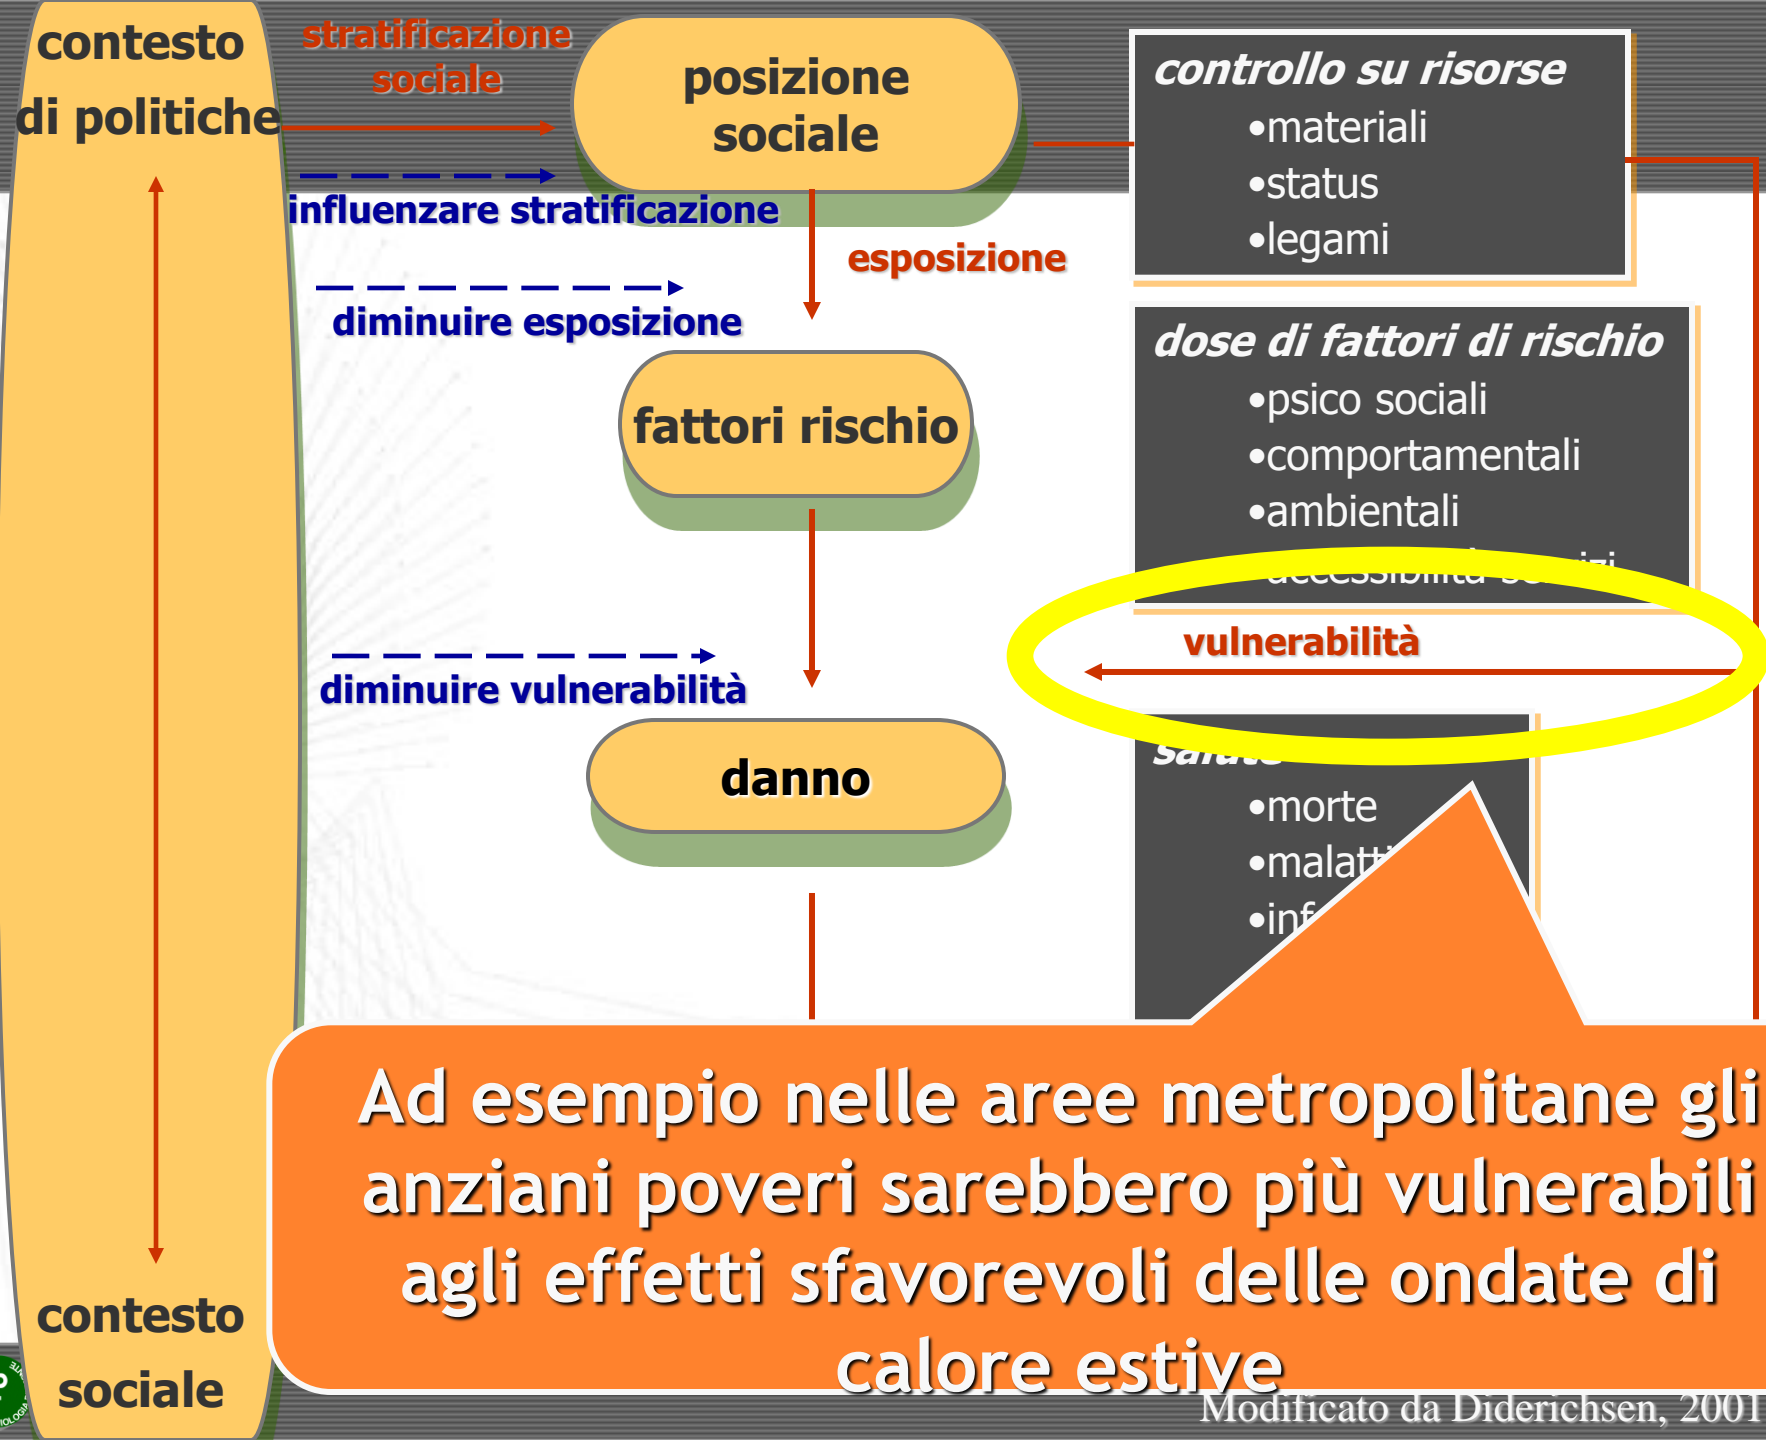 contesto
di politiche
stratificazione
sociale
posizione
sociale
controllo su risorse
•materiali
•status
•legami
influenzare stratificazione
esposizione
diminuire esposizione
dose di fattori di rischio
•psico sociali
•comportamentali
•ambientali
accessibilità servizi
fattori rischio
vulnerabilità
diminuire vulnerabilità
danno
salute
•morte
Ad esempio nelle aree metropolitane gli
anziani poveri sarebbero più vulnerabili
agli effetti sfavorevoli delle ondate di
calore estive
contesto
sociale
Modificato da Diderichsen, 2001